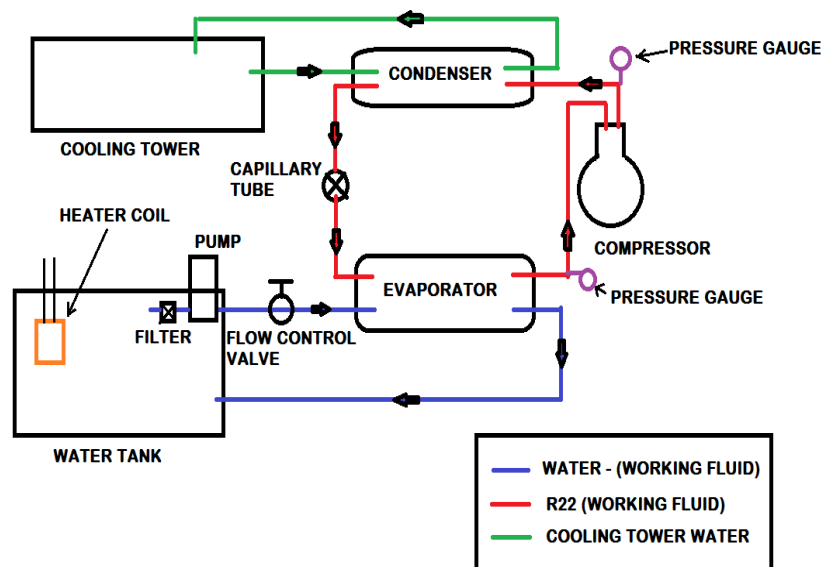 PRESSURE GAUGE
CONDENSER
COOLING TOWER
CAPILLARY
TUBE
HEATER COIL
PUMP
COMPRESSOR
EVAPORATOR
PRESSURE GAUGE
FILTER
FLOW CONTROL
VALVE
WATER TANK
WATER - (WORKING FLUID)
R22 (WORKING FLUID)
COOLING TOWER WATER